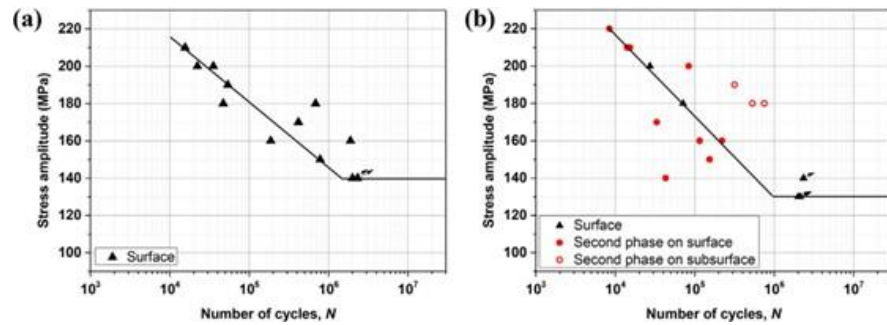 (a)
Stress amplitude (MPa)
220
200
180
160
140
120
100
Surface
10³ 10⁴ 10⁵ 10⁶ 10⁷
Number of cycles, N
(b)
Stress amplitude (MPa)
220
200
180
160
140
120
100
Surface
Second phase on surface
Second phase on subsurface
10³ 10⁴ 10⁵ 10⁶ 10⁷
Number of cycles, N